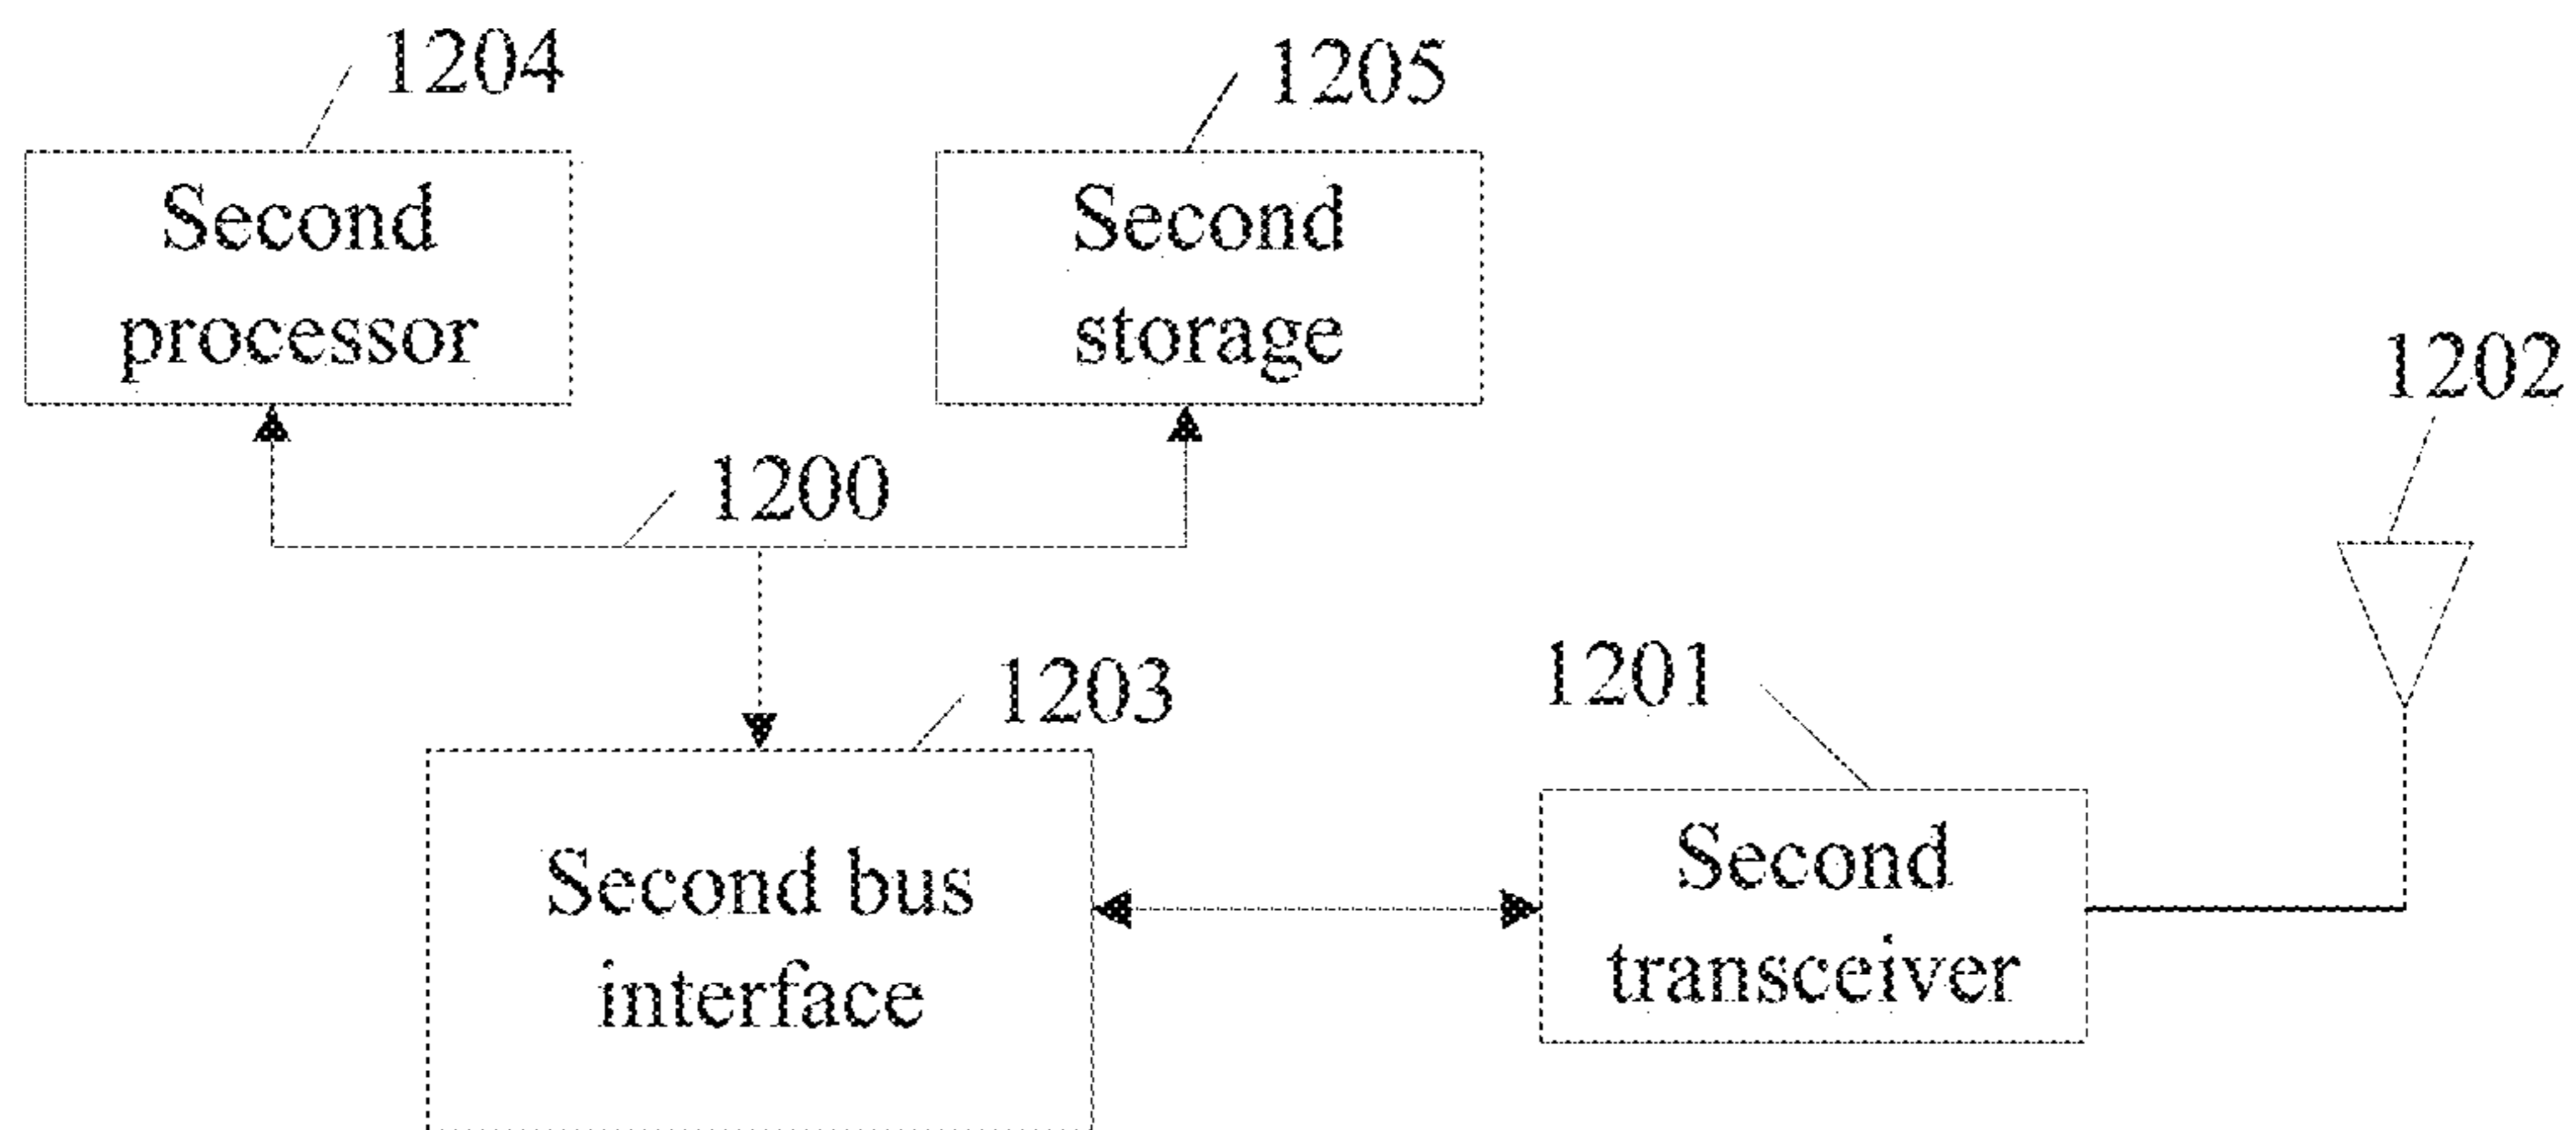 1204
1205
Second
processor
Second
storage
1202
1200
1203
1201
Second bus
interface
Second
transceiver